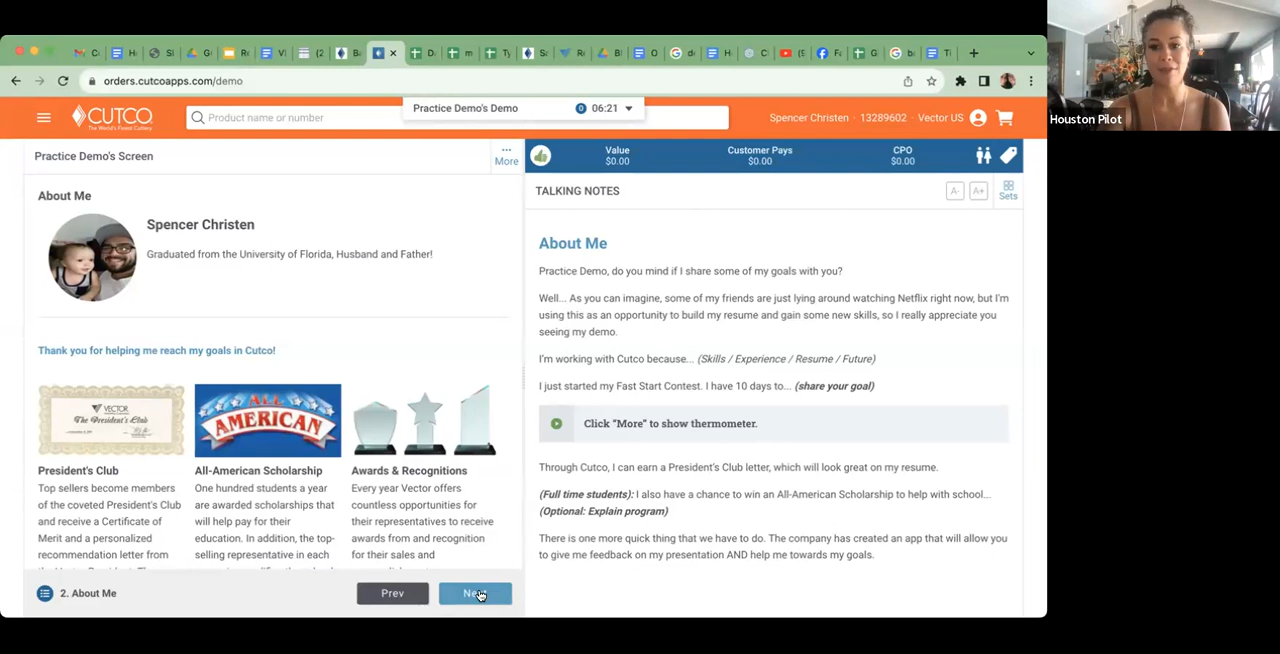 orders.cutcoapps.com/demo
CUTCO
The World's Finest Cutlery
Product name or number
Practice Demo's Demo
0 06:21
Spencer Christen · 13289602 · Vector US
Houston Pilot
Practice Demo's Screen
More
Value
$0.00
Customer Pays
$0.00
CPO
$0.00
TALKING NOTES
A-
A+
Sets
About Me
Spencer Christen
Graduated from the University of Florida, Husband and Father!
Thank you for helping me reach my goals in Cutco!
VECTOR
The President's Club
ALL
AMERICAN
President's Club
Top sellers become members
of the coveted President's Club
and receive a Certificate of
Merit and a personalized
recommendation letter from
All-American Scholarship
One hundred students a year
are awarded scholarships that
will help pay for their
education. In addition, the top-
selling representative in each
Awards & Recognitions
Every year Vector offers
countless opportunities for
their representatives to receive
awards from and recognition
for their sales and
2. About Me
Prev
Next
About Me
Practice Demo, do you mind if I share some of my goals with you?
Well... As you can imagine, some of my friends are just lying around watching Netflix right now, but I'm
using this as an opportunity to build my resume and gain some new skills, so I really appreciate you
seeing my demo.
I'm working with Cutco because... (Skills / Experience / Resume / Future)
I just started my Fast Start Contest. I have 10 days to... (share your goal)
Click "More" to show thermometer.
Through Cutco, I can earn a President's Club letter, which will look great on my resume.
(Full time students): I also have a chance to win an All-American Scholarship to help with school...
(Optional: Explain program)
There is one more quick thing that we have to do. The company has created an app that will allow you
to give me feedback on my presentation AND help me towards my goals.